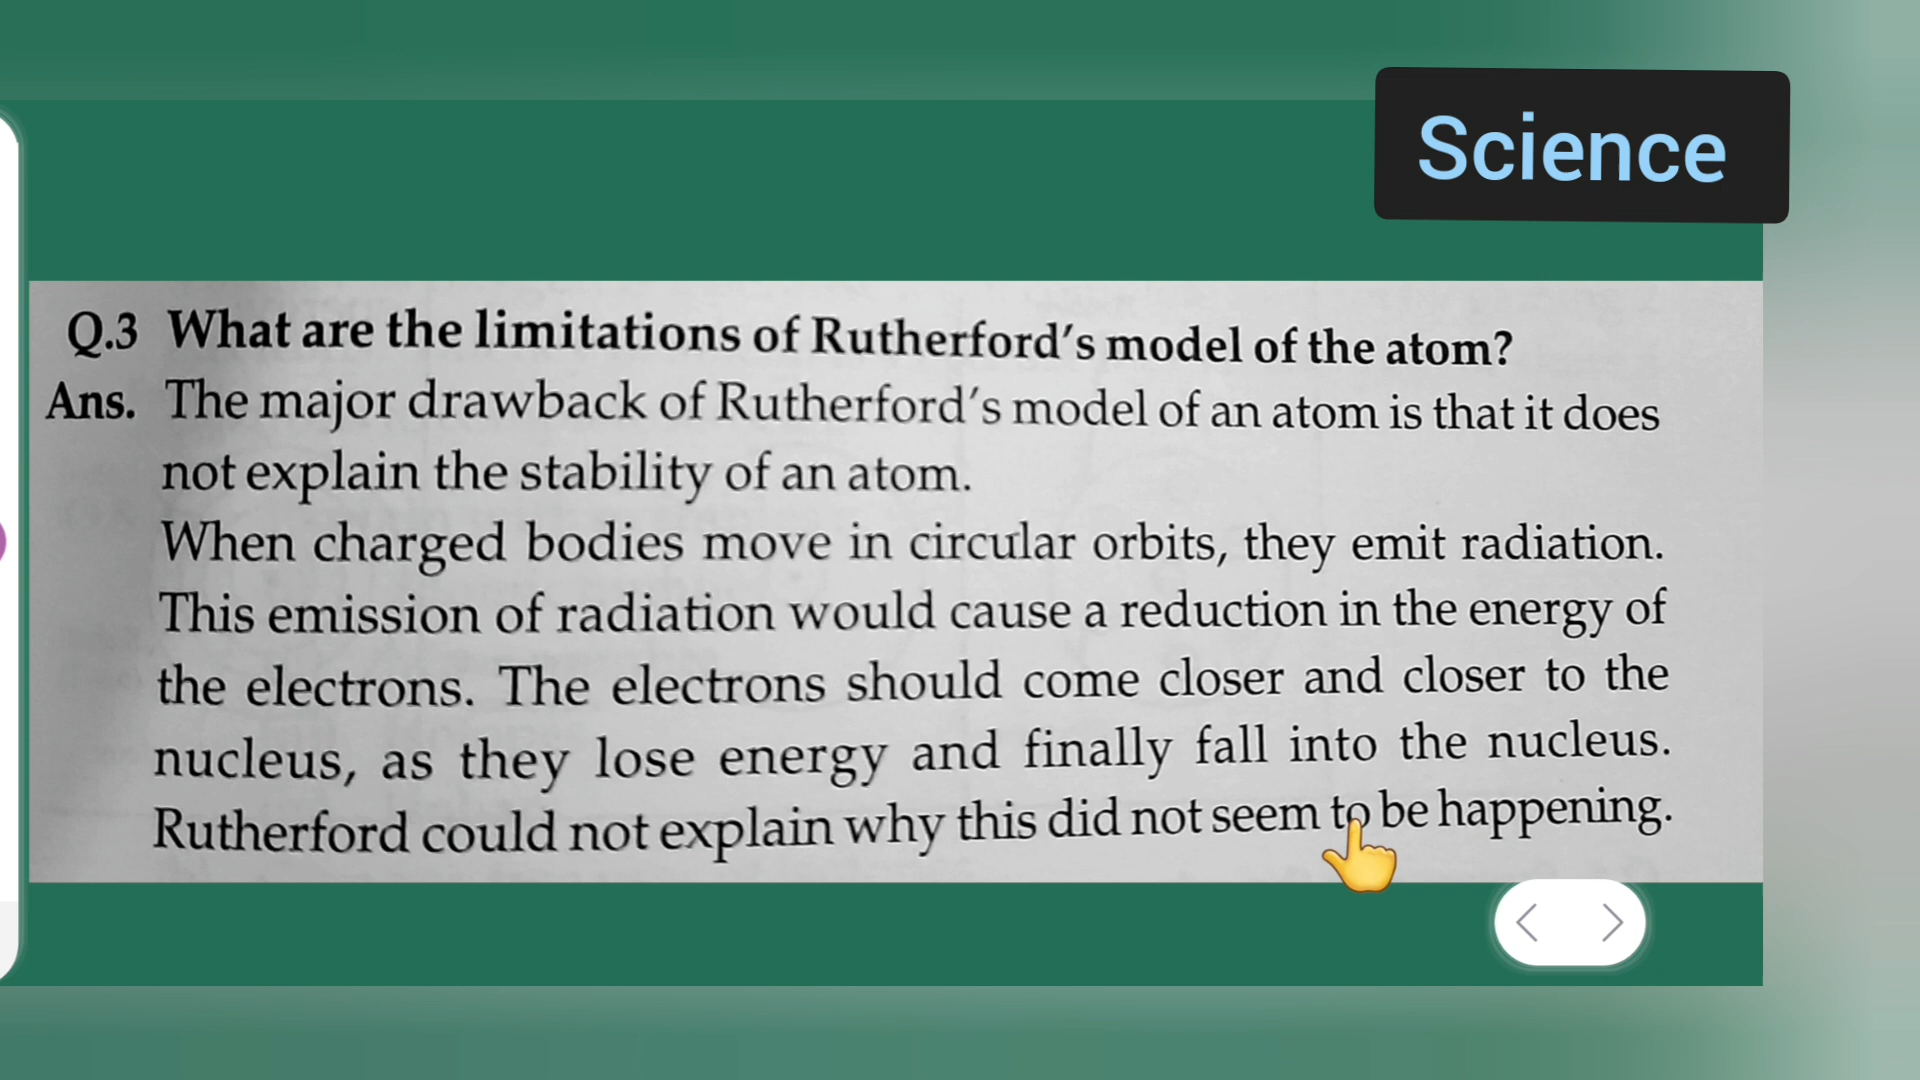 Science
Q.3 What are the limitations of Rutherford's model of the atom?
Ans. The major drawback of Rutherford's model of an atom is that it does
not explain the stability of an atom.
When charged bodies move in circular orbits, they emit radiation.
This emission of radiation would cause a reduction in the energy of
the electrons. The electrons should come closer and closer to the
nucleus, as they lose energy and finally fall into the nucleus.
Rutherford could not explain why this did not seem to be happening.